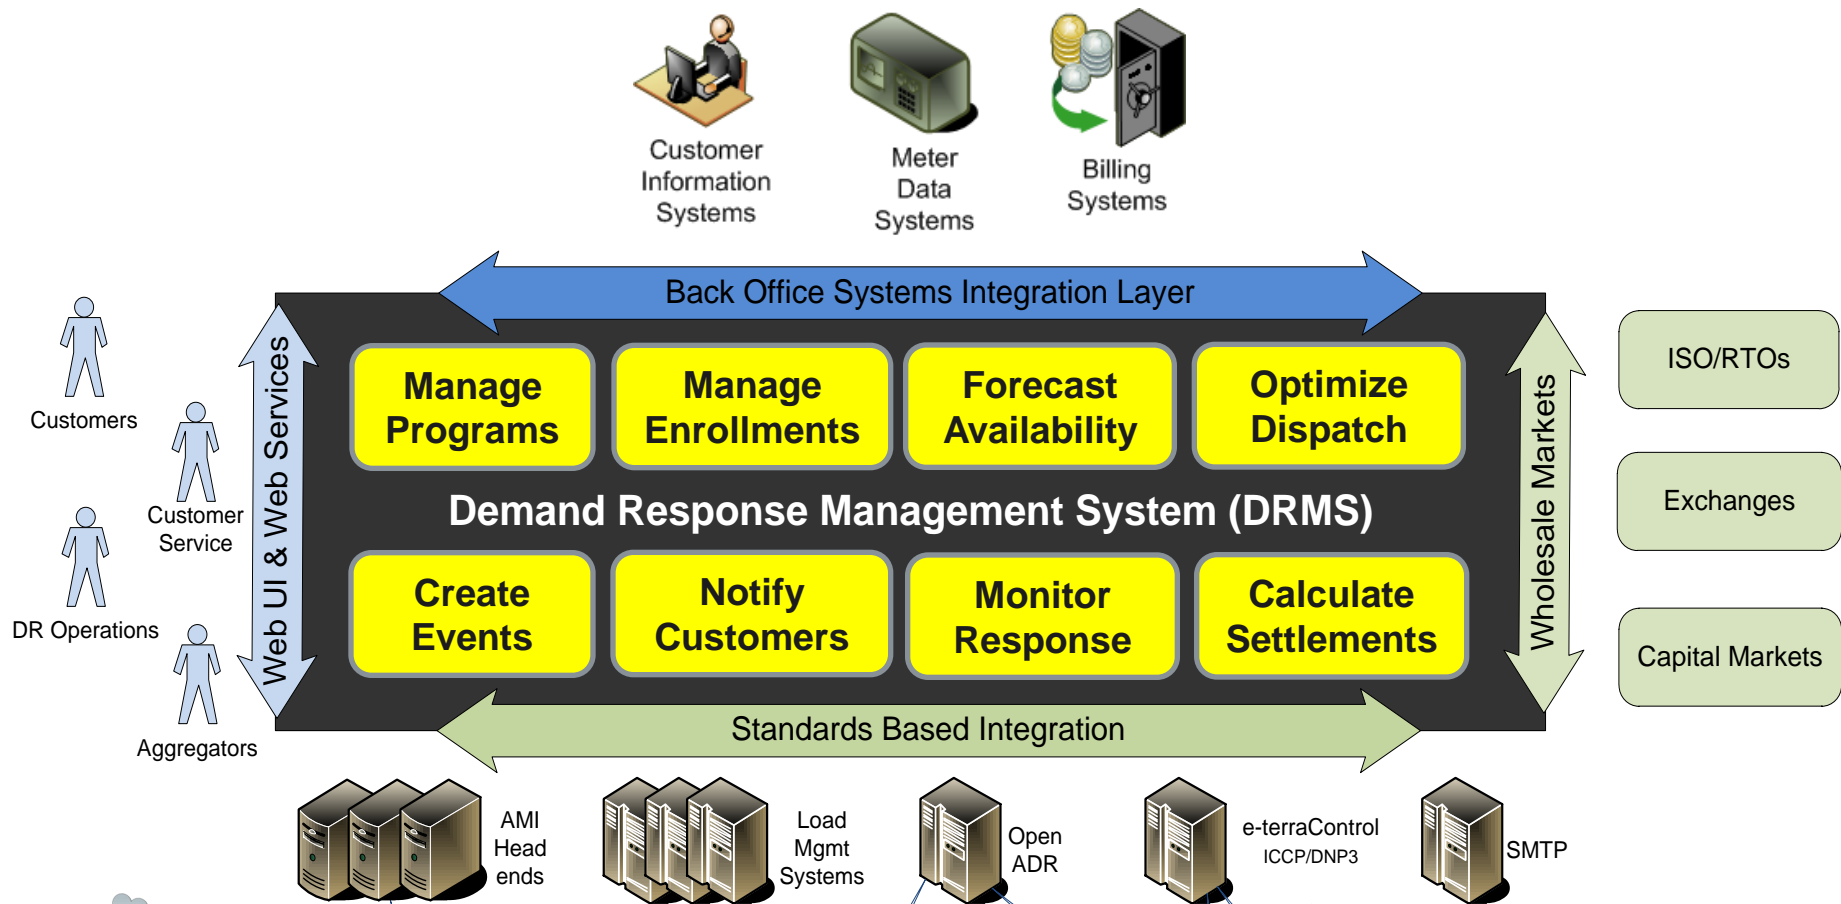 Customer
Information
Systems
Meter
Data
Systems
Billing
Systems
Back Office Systems Integration Layer
Customers
Customer
Service
DR Operations
Aggregators
Web UI & Web Services
Manage
Programs
Manage
Enrollments
Forecast
Availability
Optimize
Dispatch
Demand Response Management System (DRMS)
Create
Events
Notify
Customers
Monitor
Response
Calculate
Settlements
Wholesale Markets
ISO/RTOs
Exchanges
Capital Markets
Standards Based Integration
AMI
Head
ends
Load
Mgmt
Systems
Open
ADR
e-terraControl
ICCP/DNP3
SMTP